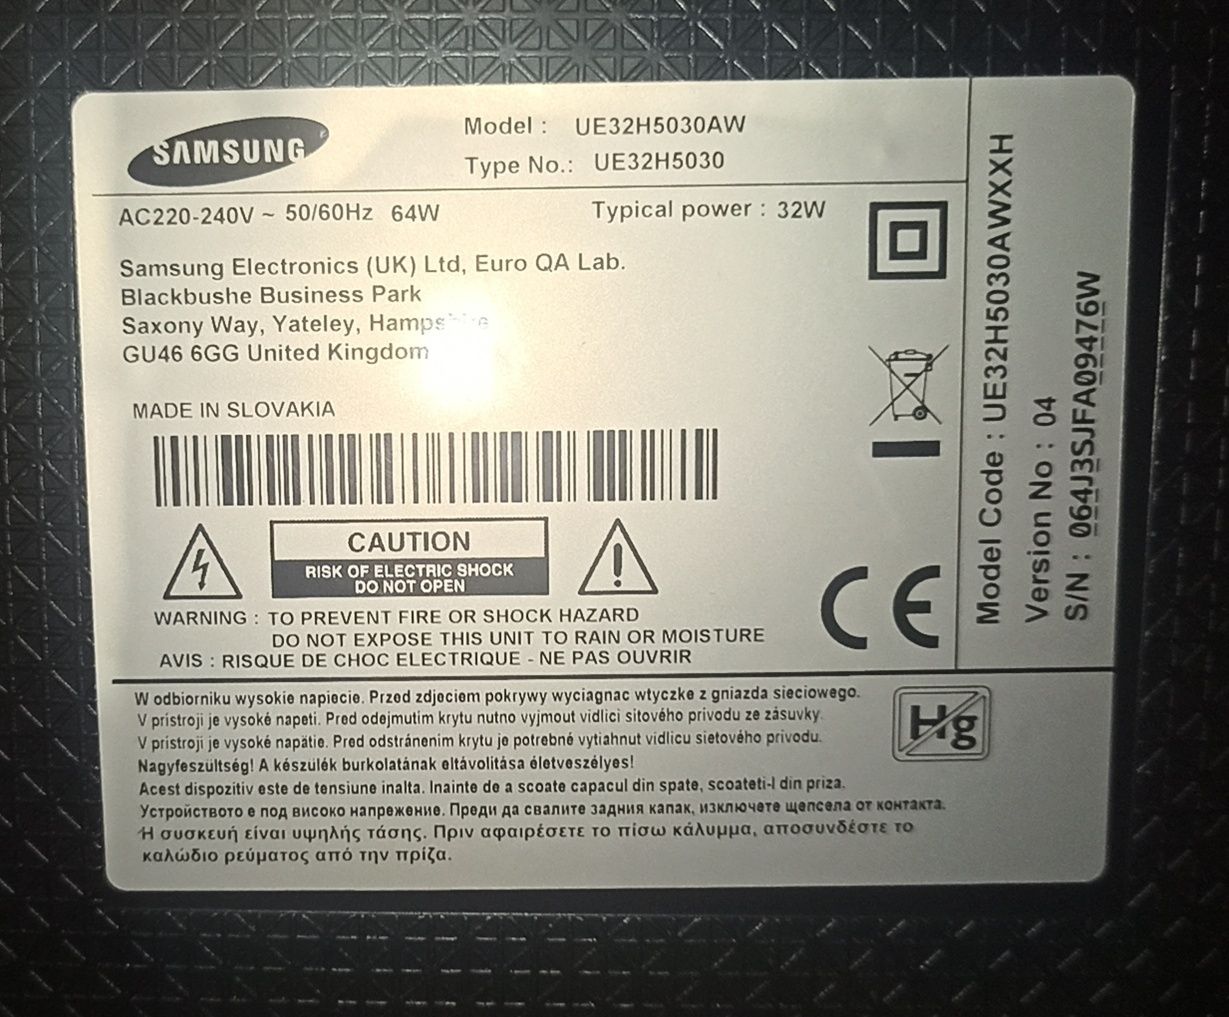 SAMSUNG
Model : UE32H5030AW
Type No.: UE32H5030
AC220-240V ~ 50/60Hz 64W
Typical power : 32W
Samsung Electronics (UK) Ltd, Euro QA Lab.
Blackbushe Business Park
Saxony Way, Yateley, Hampshire
GU46 6GG United Kingdom
MADE IN SLOVAKIA
CAUTION
RISK OF ELECTRIC SHOCK
DO NOT OPEN
WARNING : TO PREVENT FIRE OR SHOCK HAZARD
DO NOT EXPOSE THIS UNIT TO RAIN OR MOISTURE
AVIS : RISQUE DE CHOC ELECTRIQUE - NE PAS OUVRIR
CE
Model Code : UE32H5030AWXXH
Version No : 04
S/N : 064J3SJFA09476W
W odbiorniku wysokie napiecie. Przed zdjeciem pokrywy wyciagnac wtyczke z gniazda sieciowego.
V prístroji je vysoké napeti. Pred odejmutim krytu nutno vyjmout vidlici sitového privodu ze zásuvky.
V prístroji je vysoké napätie. Pred odstránením krytu je potrebné vytiahnut vidlicu sietového prívodu.
Nagyfeszültség! A készülék burkolatának eltávolitása életveszélyes!
Acest dispozitiv este de tensiune inalta. Inainte de a scoate capacul din spate, scoateti-l din priza.
Устройството е под високо напрежение. Преди да свалите задния капак, изключете щепсела от контакта.
Ή συσκευή είναι υψηλής τάσης. Πριν αφαιρέσετε το πίσω κάλυμμα, αποσυνδέστε το
καλώδιο ρεύματος από την πρίζα.
Hg